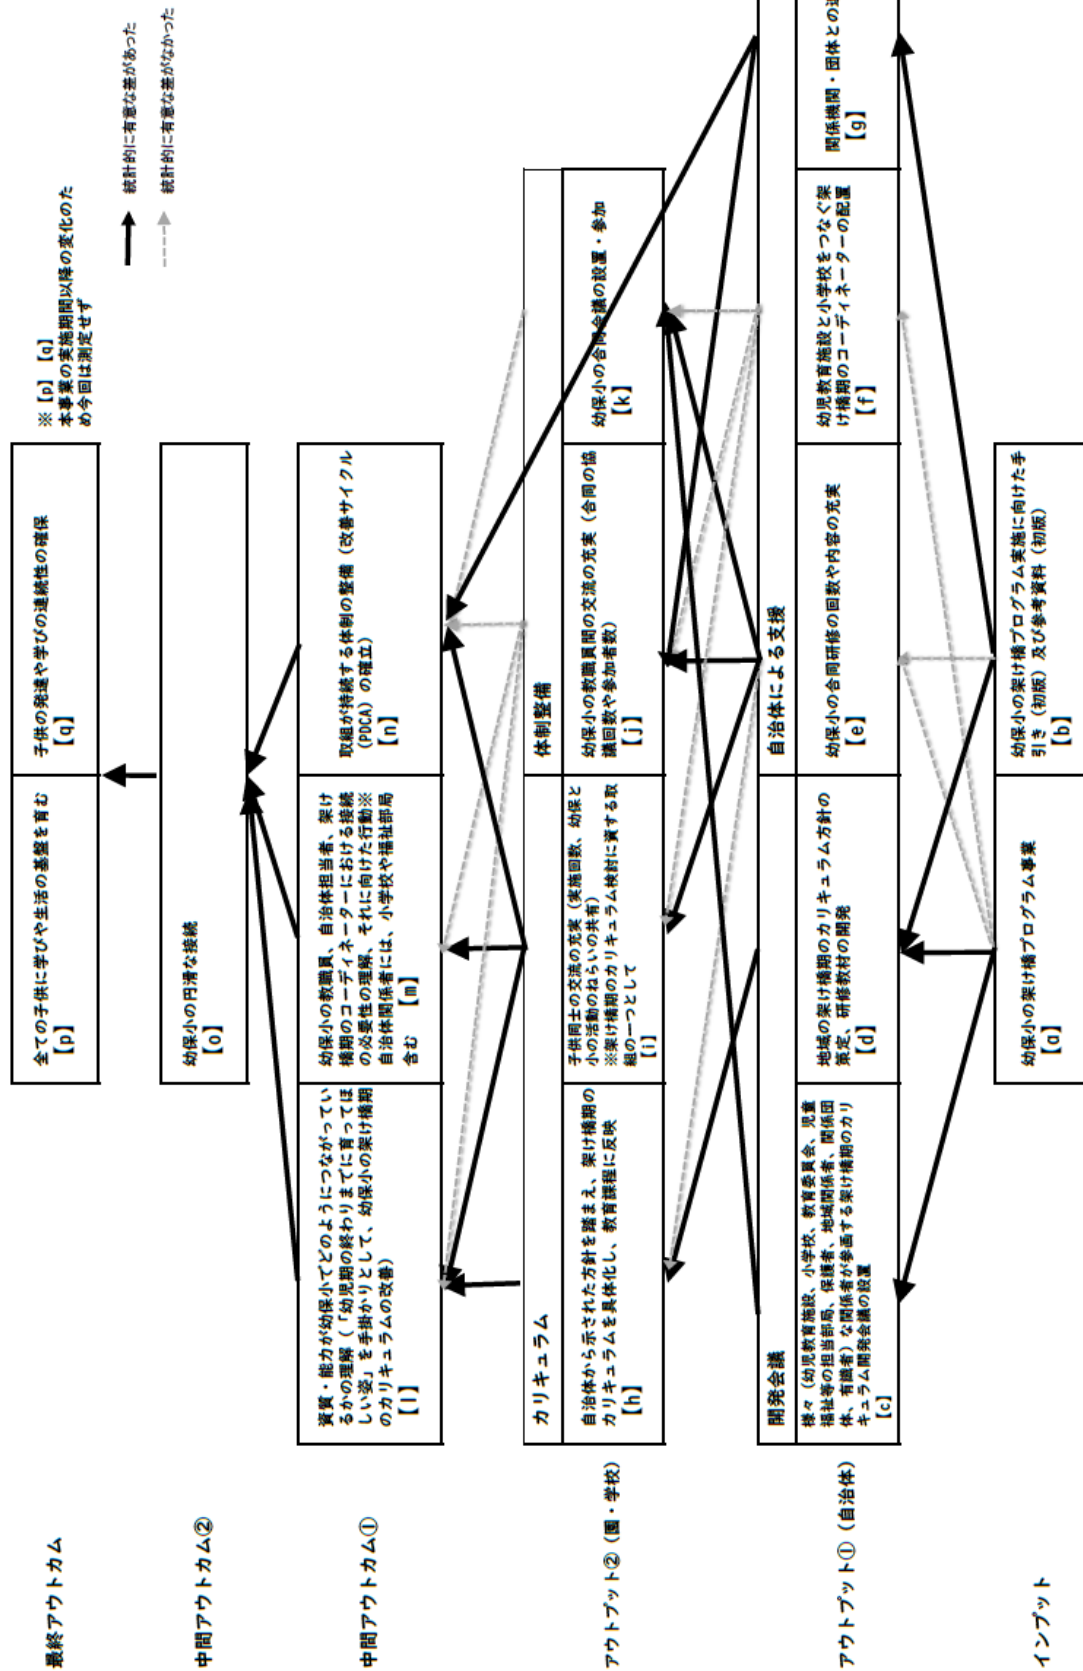 最終アウトカム
全ての子供に学びや生活の基盤を育む
【p】
子供の発達や学びの連続性の確保
【q】
※【p】【q】
本事業の実施期間以降の変化のた
め今回は測定せず
統計的に有意な差があった
統計的に有意な差がなかった
中間アウトカム②
幼保小の円滑な接続
【o】
中間アウトカム①
資質・能力が幼保小でどのようにつながってい
るかの理解（「幼児期の終わりまでに育ってほ
しい姿」を手掛かりとして、幼保小の架け橋期
のカリキュラムの改善）
【l】
幼保小の教職員、自治体担当者、架け
橋期のコーディネーターにおける接続
の必要性の理解、それに向けた行動※
自治体関係者には、小学校や福祉部局
含む　【m】
取組が持続する体制の整備（改善サイクル
（PDCA）の確立）
【n】
アウトプット②（園・学校）
カリキュラム
体制整備
自治体から示された方針を踏まえ、架け橋期の
カリキュラムを具体化し、教育課程に反映
【h】
子供同士の交流の充実（実施回数、幼保と
小の活動のねらいの共有）
※架け橋期のカリキュラム検討に資する取
組の一つとして
【i】
幼保小の教職員間の交流の充実（合同の協
議回数や参加者数）
【j】
幼保小の合同会議の設置・参加
【k】
アウトプット①（自治体）
開発会議
自治体による支援
様々（幼児教育施設、小学校、教育委員会、児童
福祉等の担当部局、保護者、地域関係者、関係団
体、有識者）な関係者が参画する架け橋期のカリ
キュラム開発会議の設置
【c】
地域の架け橋期のカリキュラム方針の
策定、研修教材の開発
【d】
幼保小の合同研修の回数や内容の充実
【e】
幼児教育施設と小学校をつなぐ架
け橋期のコーディネーターの配置
【f】
関係機関・団体との
【g】
インプット
幼保小の架け橋プログラム事業
【a】
幼保小の架け橋プログラム実施に向けた手
引き（初版）及び参考資料（初版）
【b】